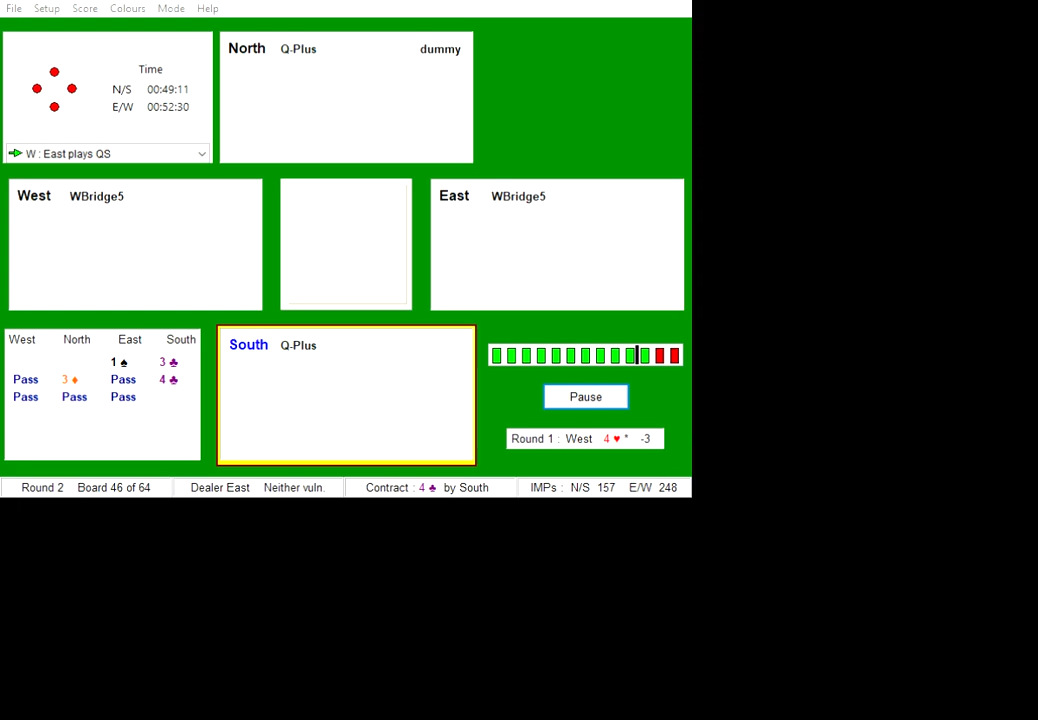 File Setup Score Colours Mode Help
Time
N/S 00:49:11
E/W 00:52:30
W : East plays QS
North Q-Plus dummy
West WBridge5
East WBridge5
West North East South
1 ♠ 3 ♣
Pass 3 ♦ Pass 4 ♣
Pass Pass Pass
South Q-Plus
Pause
Round 1 : West 4 ♥ * -3
Round 2 Board 46 of 64 Dealer East Neither vuln. Contract : 4 ♣ by South IMPs : N/S 157 E/W 248